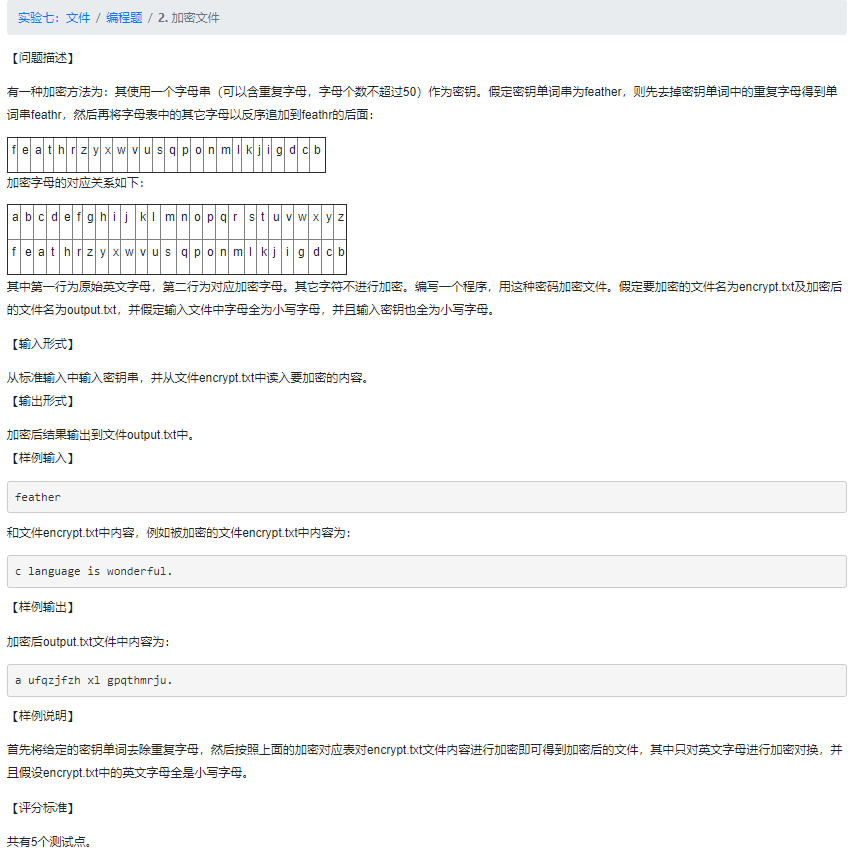 实验七：文件 / 编程题 / 2. 加密文件
【问题描述】
有一种加密方法为：其使用一个字母串（可以含重复字母，字母个数不超过50）作为密钥。假定密钥单词串为feather，则先去掉密钥单词中的重复字母得到单
词串feathr，然后再将字母表中的其它字母以反序追加到feathr的后面：
f e a t h r z y x w v u s q p o n m l k j i g d c b
加密字母的对应关系如下：
a b c d e f g h i j k l m n o p q r s t u v w x y z
f e a t h r z y x w v u s q p o n m l k j i g d c b
其中第一行为原始英文字母，第二行为对应加密字母。其它字符不进行加密。编写一个程序，用这种密码加密文件。假定要加密的文件名为encrypt.txt及加密后
的文件名为output.txt，并假定输入文件中字母全为小写字母，并且输入密钥也全为小写字母。
【输入形式】
从标准输入中输入密钥串，并从文件encrypt.txt中读入要加密的内容。
【输出形式】
加密后结果输出到文件output.txt中。
【样例输入】
feather
和文件encrypt.txt中内容，例如被加密的文件encrypt.txt中内容为：
c language is wonderful.
【样例输出】
加密后output.txt文件中内容为：
a ufqzjfzh xl gpqthmrju.
【样例说明】
首先将给定的密钥单词去除重复字母，然后按照上面的加密对应表对encrypt.txt文件内容进行加密即可得到加密后的文件，其中只对英文字母进行加密对换，并
且假设encrypt.txt中的英文字母全是小写字母。
【评分标准】
共有5个测试点。